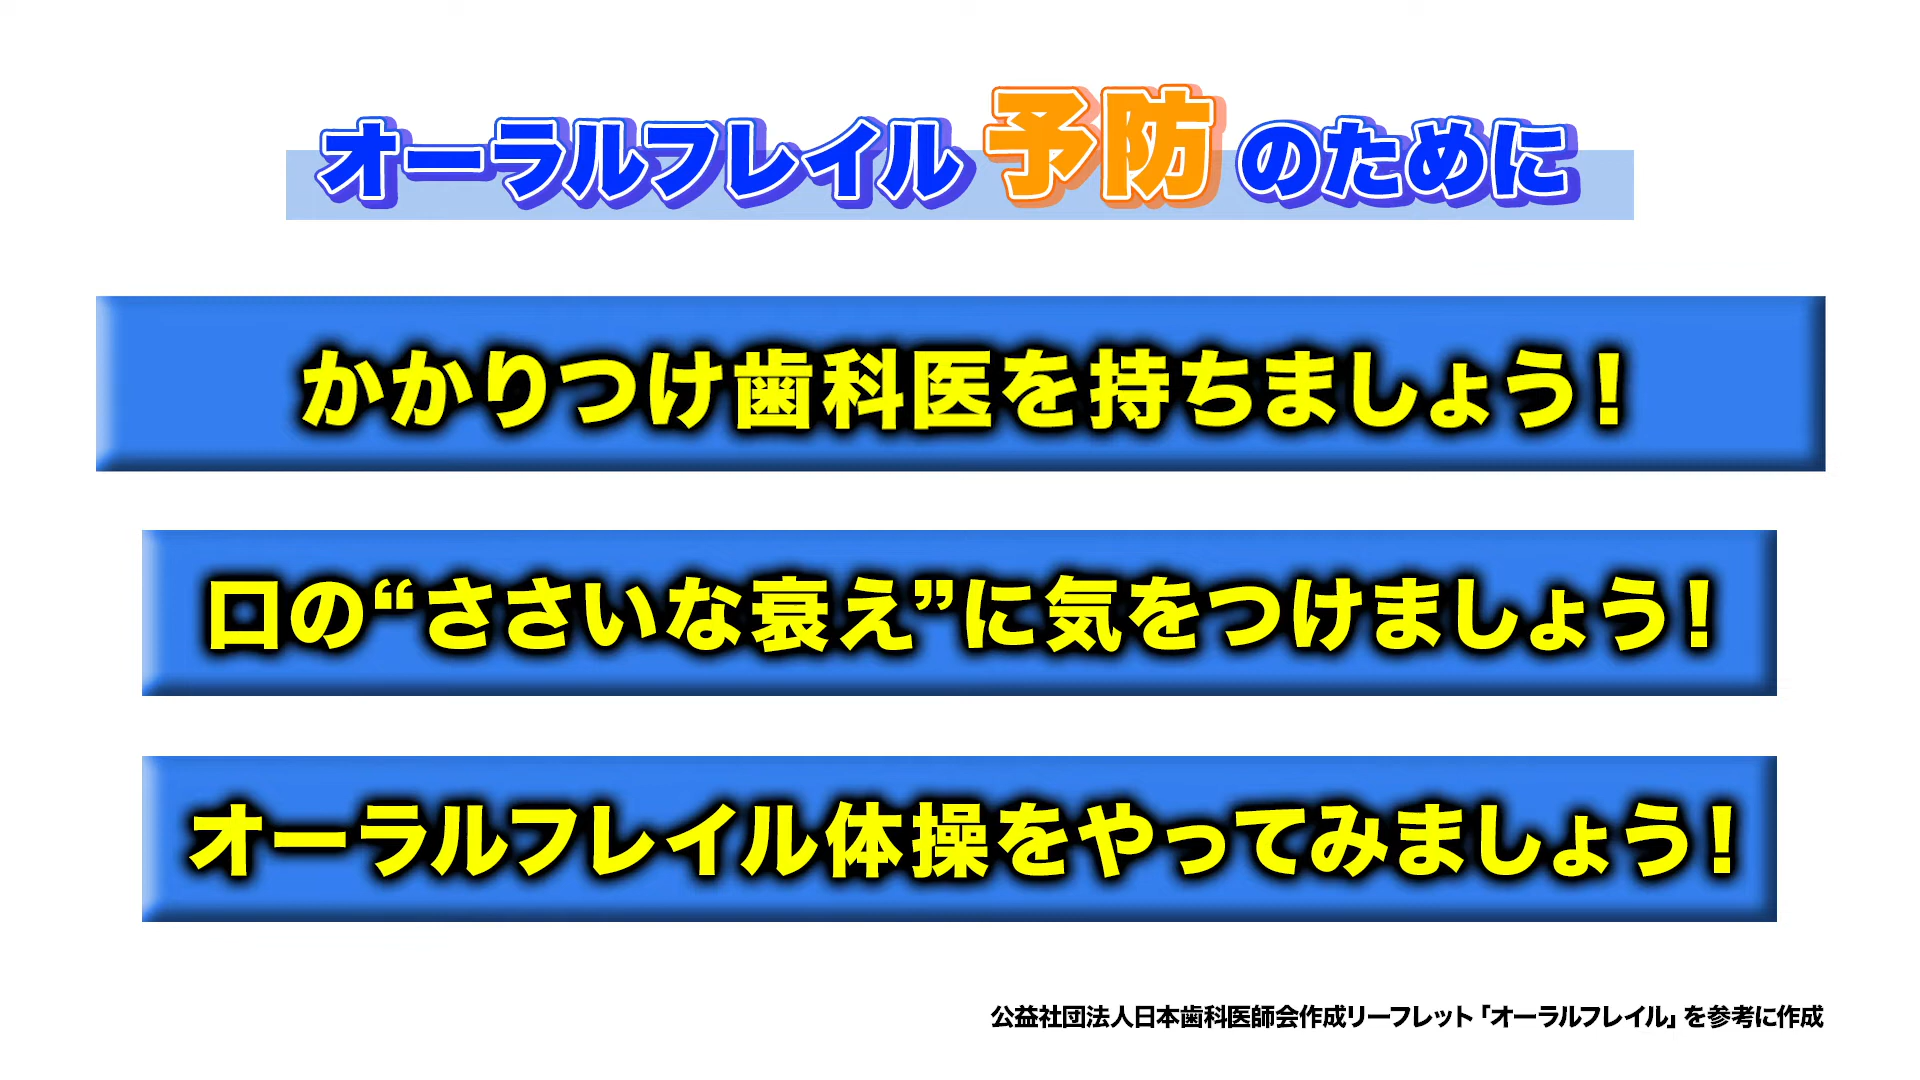 オーラルフレイル予防のために
かかりつけ歯科医を持ちましょう！
口の“ささいな衰え”に気をつけましょう！
オーラルフレイル体操をやってみましょう！
公益社団法人日本歯科医師会作成リーフレット「オーラルフレイル」を参考に作成